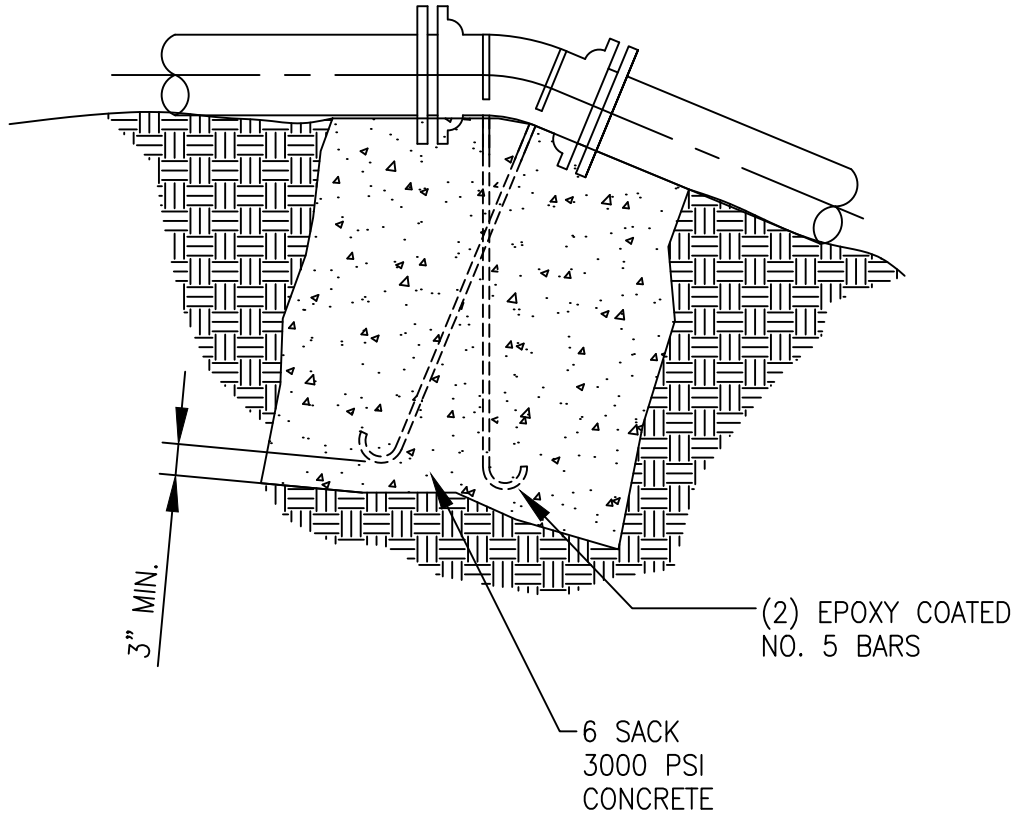 3" MIN.
(2) EPOXY COATED
NO. 5 BARS
6 SACK
3000 PSI
CONCRETE